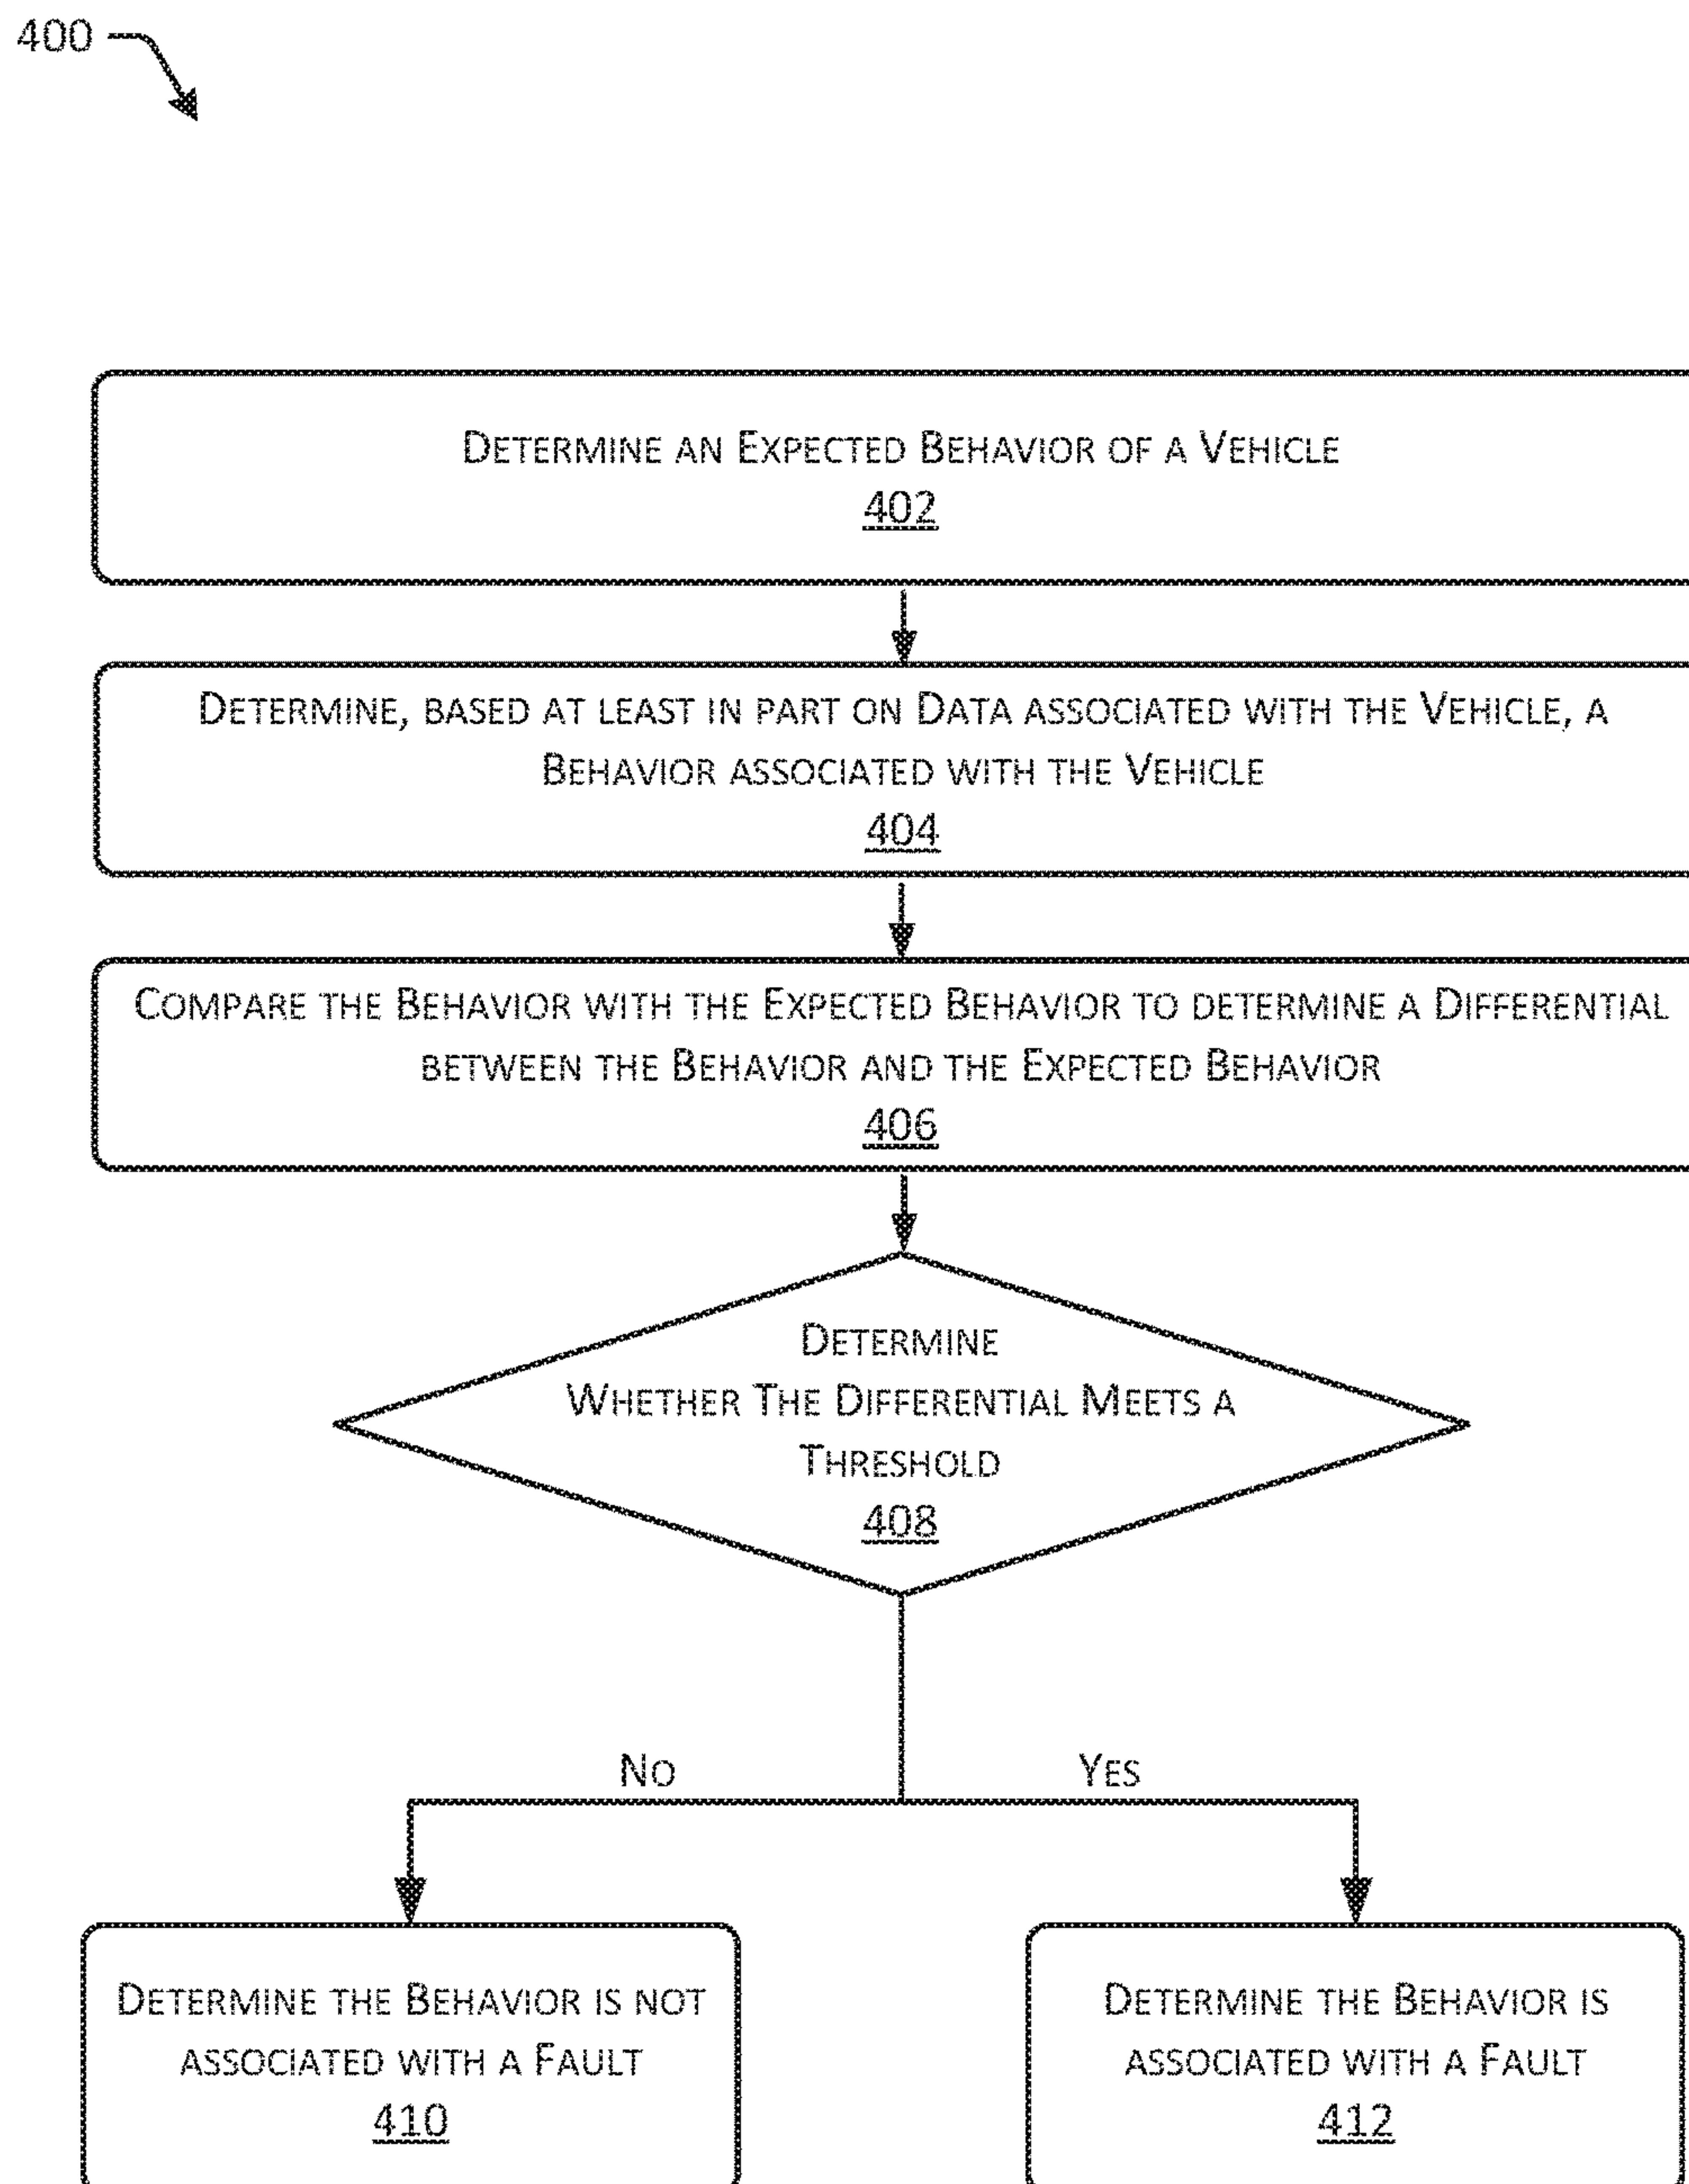 400
DETERMINE AN EXPECTED BEHAVIOR OF A VEHICLE
402
DETERMINE, BASED AT LEAST IN PART ON DATA ASSOCIATED WITH THE VEHICLE, A
BEHAVIOR ASSOCIATED WITH THE VEHICLE
404
COMPARE THE BEHAVIOR WITH THE EXPECTED BEHAVIOR TO DETERMINE A DIFFERENTIAL
BETWEEN THE BEHAVIOR AND THE EXPECTED BEHAVIOR
406
DETERMINE
WHETHER THE DIFFERENTIAL MEETS A
THRESHOLD
408
NO
YES
DETERMINE THE BEHAVIOR IS NOT
ASSOCIATED WITH A FAULT
410
DETERMINE THE BEHAVIOR IS
ASSOCIATED WITH A FAULT
412